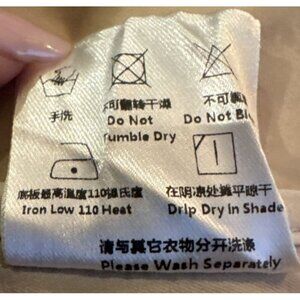 手洗 不可翻转干燥 不可
Do Not Do Not Bl
Tumble Dry
底板最高温度110摄氏度 在阴凉处悬平晾干
Iron Low 110 Heat Drip Dry in Shade
请与其它衣物分开洗涤
Please Wash Separately